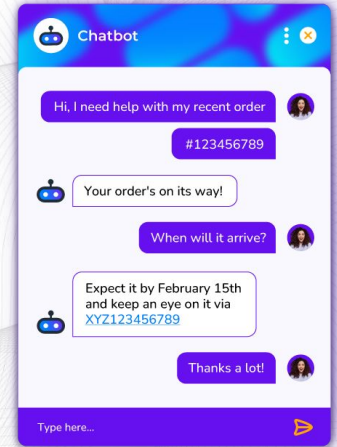 Chatbot
Hi, I need help with my recent order
#123456789
Your order's on its way!
When will it arrive?
Expect it by February 15th
and keep an eye on it via
XYZ123456789
Thanks a lot!
Type here...